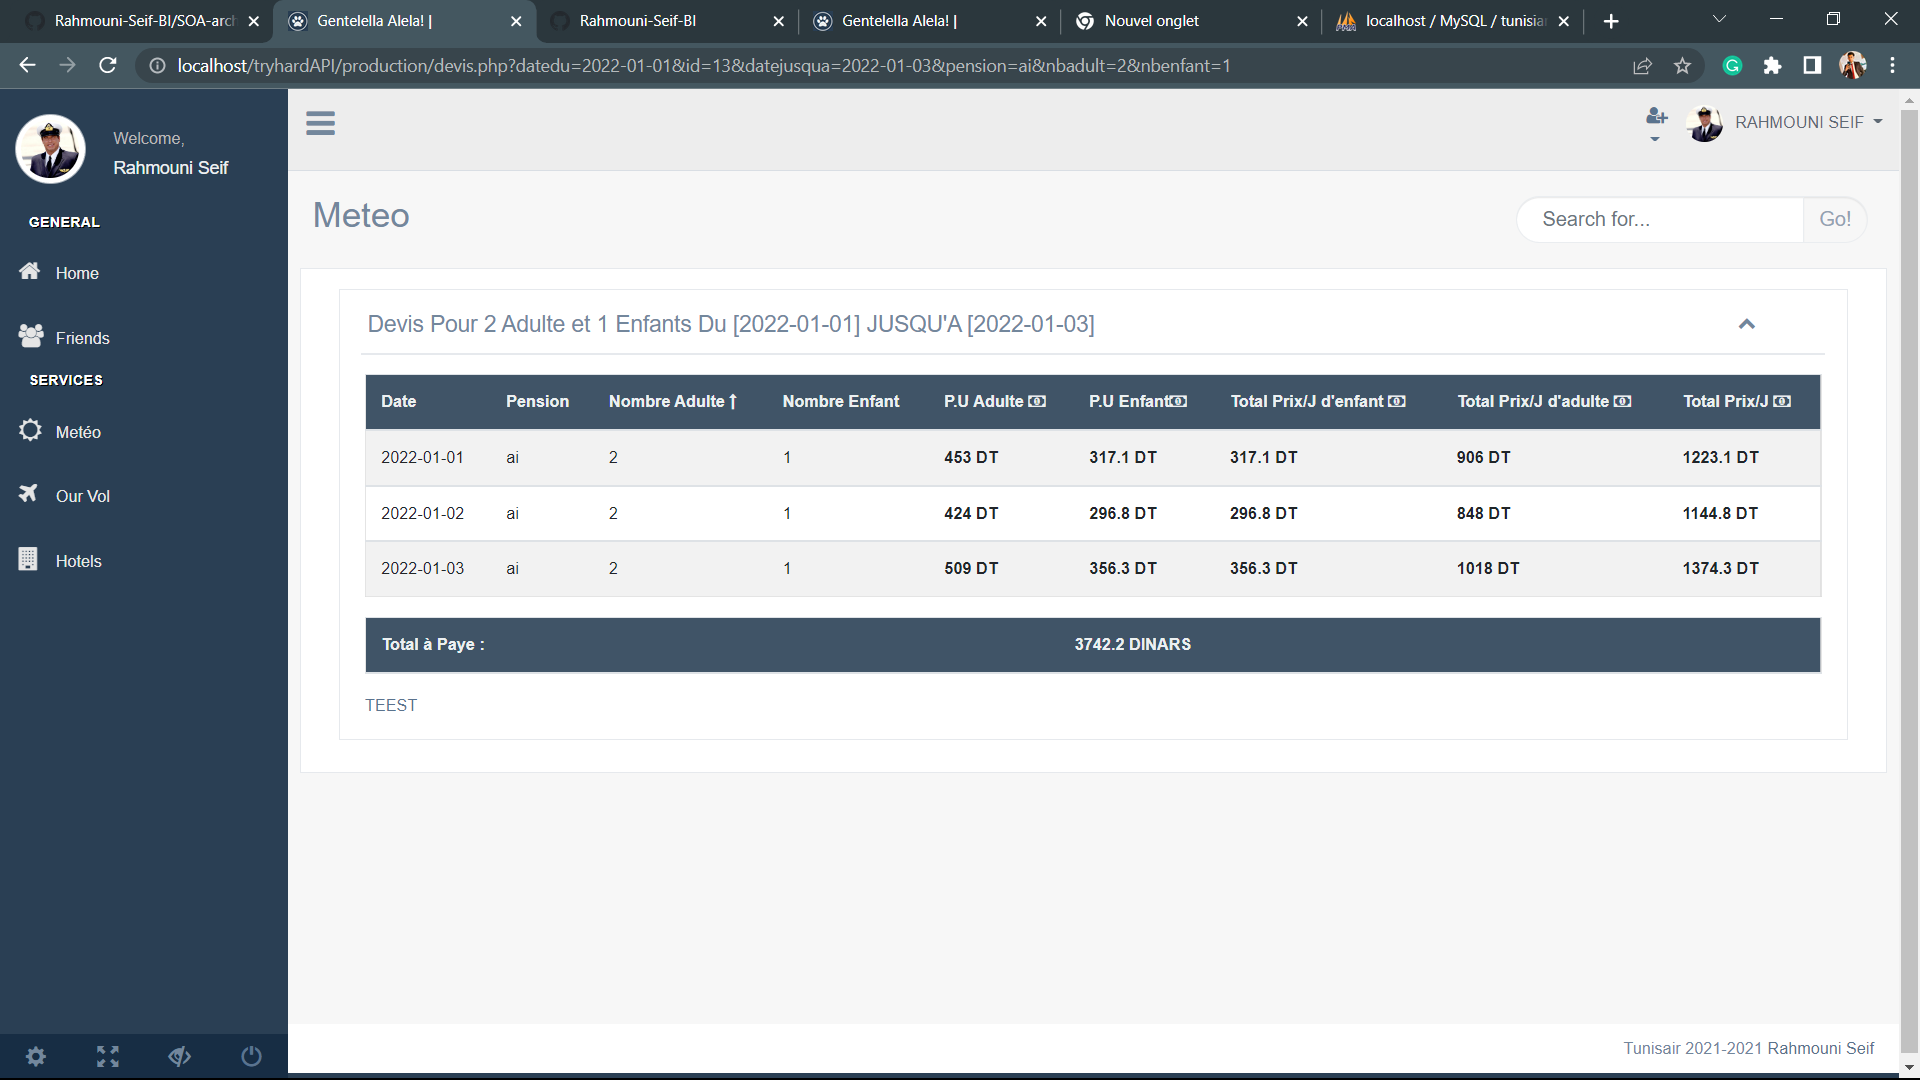 Rahmouni-Seif-BI/SOA-arch
Gentelella Alela! |
Rahmouni-Seif-BI
Gentelella Alela! |
Nouvel onglet
localhost / MySQL / tunisiar
localhost/tryhardAPI/production/devis.php?datedu=2022-01-01&id=13&datejusqua=2022-01-03&pension=ai&nbadult=2&nbenfant=1
Welcome,
Rahmouni Seif
RAHMOUNI SEIF
GENERAL
Home
Friends
SERVICES
Metéo
Our Vol
Hotels
Meteo
Search for...
Go!
Devis Pour 2 Adulte et 1 Enfants Du [2022-01-01] JUSQU'A [2022-01-03]
Date Pension Nombre Adulte Nombre Enfant P.U Adulte P.U Enfant Total Prix/J d'enfant Total Prix/J d'adulte Total Prix/J
2022-01-01 ai 2 1 453 DT 317.1 DT 317.1 DT 906 DT 1223.1 DT
2022-01-02 ai 2 1 424 DT 296.8 DT 296.8 DT 848 DT 1144.8 DT
2022-01-03 ai 2 1 509 DT 356.3 DT 356.3 DT 1018 DT 1374.3 DT
Total à Paye : 3742.2 DINARS
TEEST
Tunisair 2021-2021 Rahmouni Seif